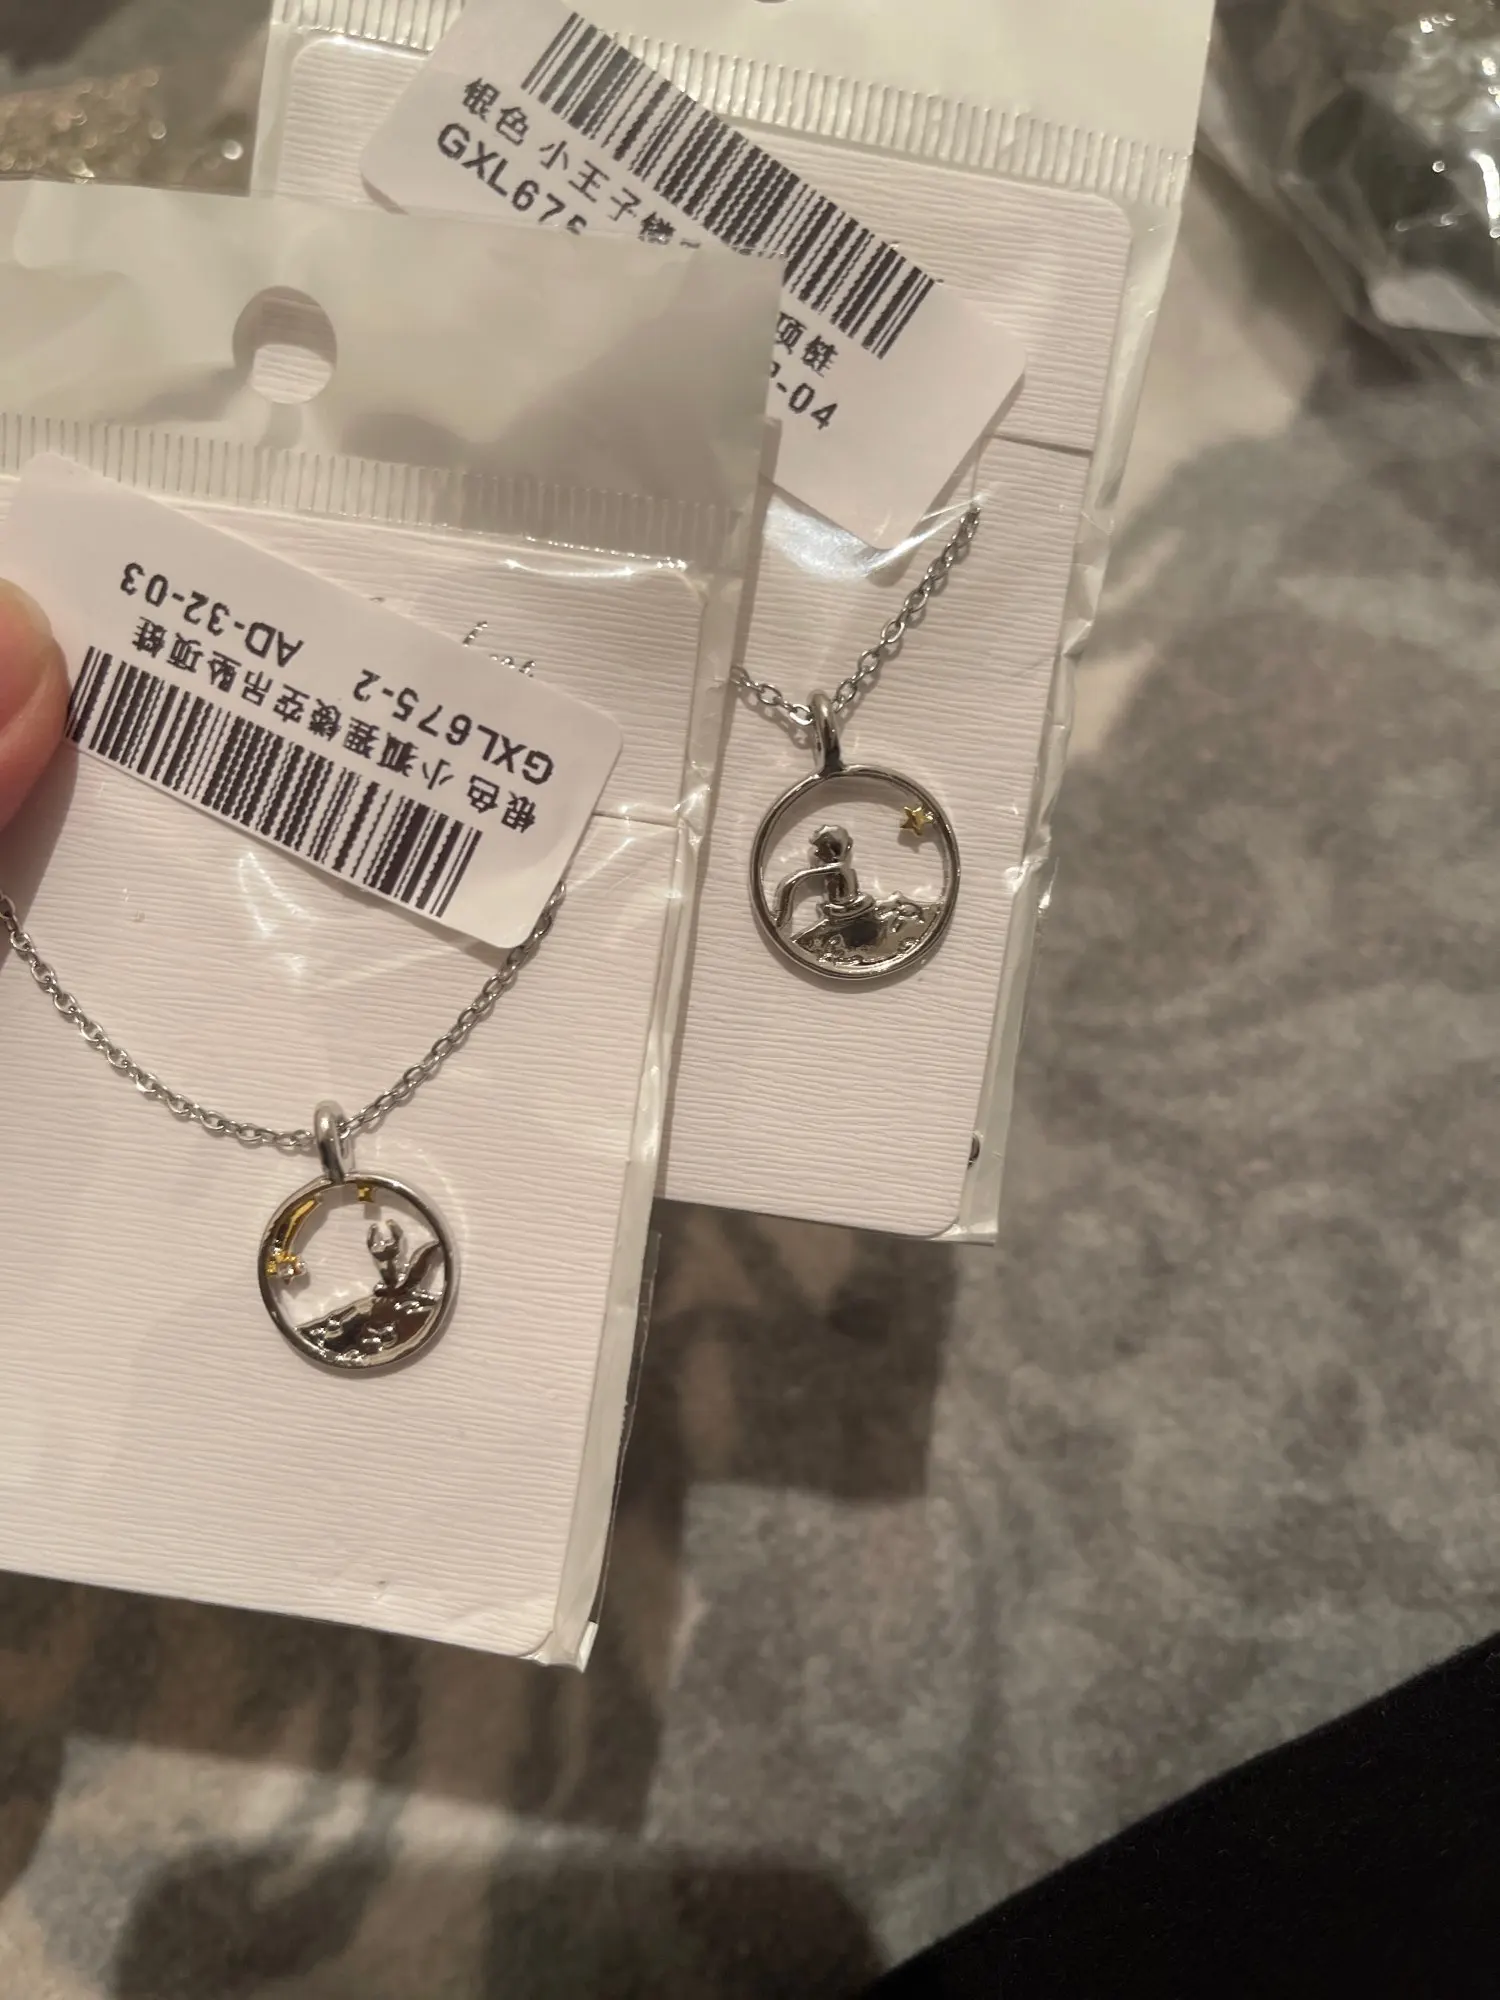 银色 小王子镂
项链
GXL675
-04
银色 小狐狸镂空吊坠项链
GXL675-2 AD-32-03